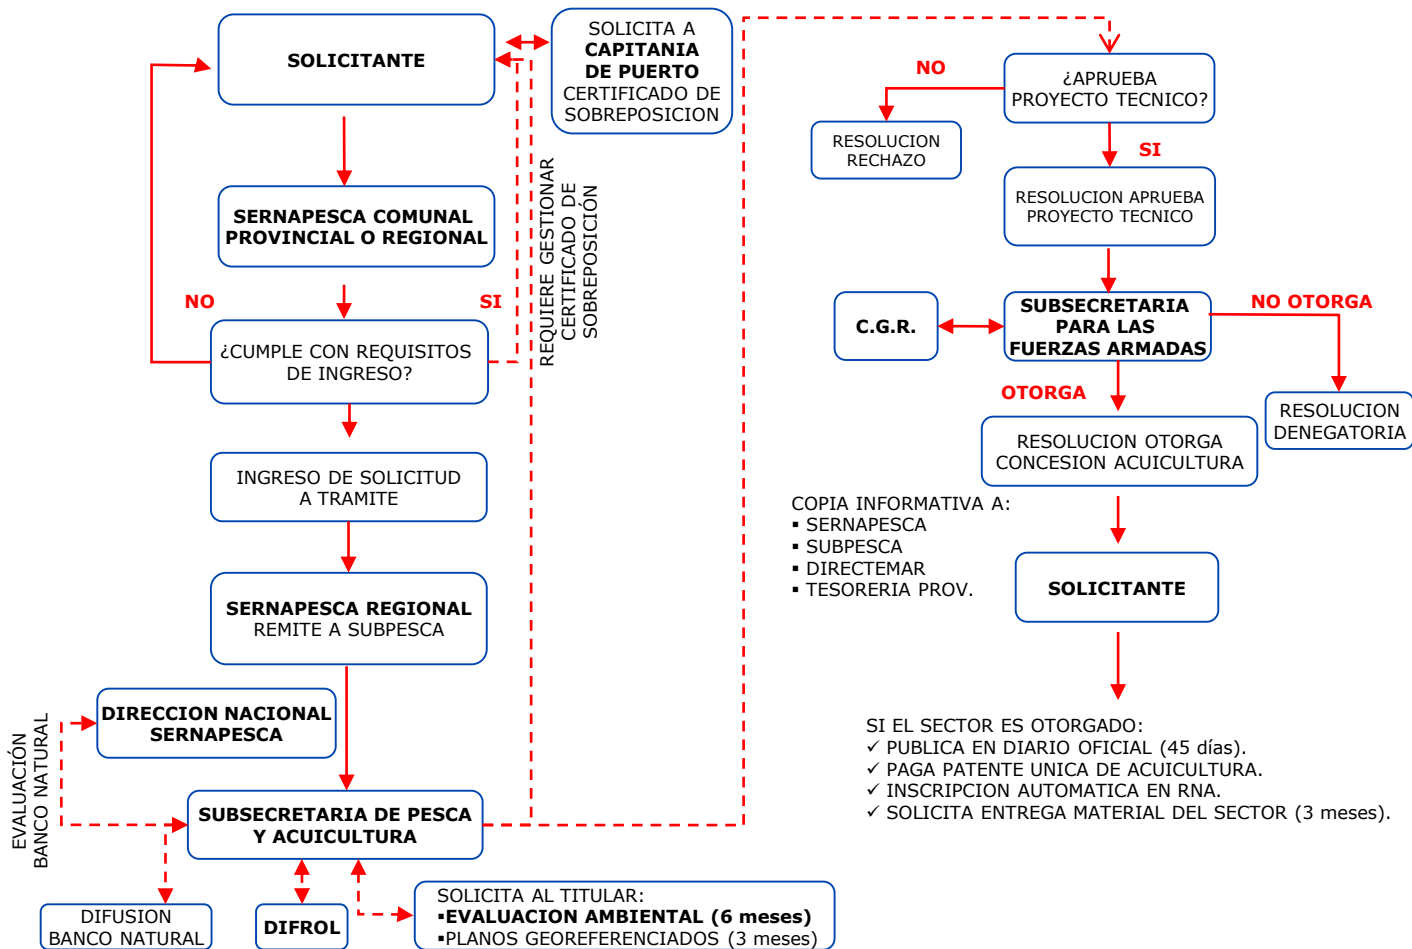 SOLICITANTE
SOLICITA A
CAPITANIA
DE PUERTO
CERTIFICADO DE
SOBREPOSICION
SERNAPESCA COMUNAL
PROVINCIAL O REGIONAL
NO
SI
REQUIERE GESTIONAR
CERTIFICADO DE
SOBREPOSICIÓN
¿CUMPLE CON REQUISITOS
DE INGRESO?
INGRESO DE SOLICITUD
A TRAMITE
SERNAPESCA REGIONAL
REMITE A SUBPESCA
DIRECCION NACIONAL
SERNAPESCA
EVALUACIÓN
BANCO NATURAL
SUBSECRETARIA DE PESCA
Y ACUICULTURA
DIFUSION
BANCO NATURAL
DIFROL
SOLICITA AL TITULAR:
▪EVALUACION AMBIENTAL (6 meses)
▪PLANOS GEOREFERENCIADOS (3 meses)
¿APRUEBA
PROYECTO TECNICO?
NO
RESOLUCION
RECHAZO
SI
RESOLUCION APRUEBA
PROYECTO TECNICO
C.G.R.
SUBSECRETARIA
PARA LAS
FUERZAS ARMADAS
NO OTORGA
OTORGA
RESOLUCION
DENEGATORIA
RESOLUCION OTORGA
CONCESION ACUICULTURA
COPIA INFORMATIVA A:
▪ SERNAPESCA
▪ SUBPESCA
▪ DIRECTEMAR
▪ TESORERIA PROV.
SOLICITANTE
SI EL SECTOR ES OTORGADO:
✓ PUBLICA EN DIARIO OFICIAL (45 días).
✓ PAGA PATENTE UNICA DE ACUICULTURA.
✓ INSCRIPCION AUTOMATICA EN RNA.
✓ SOLICITA ENTREGA MATERIAL DEL SECTOR (3 meses).